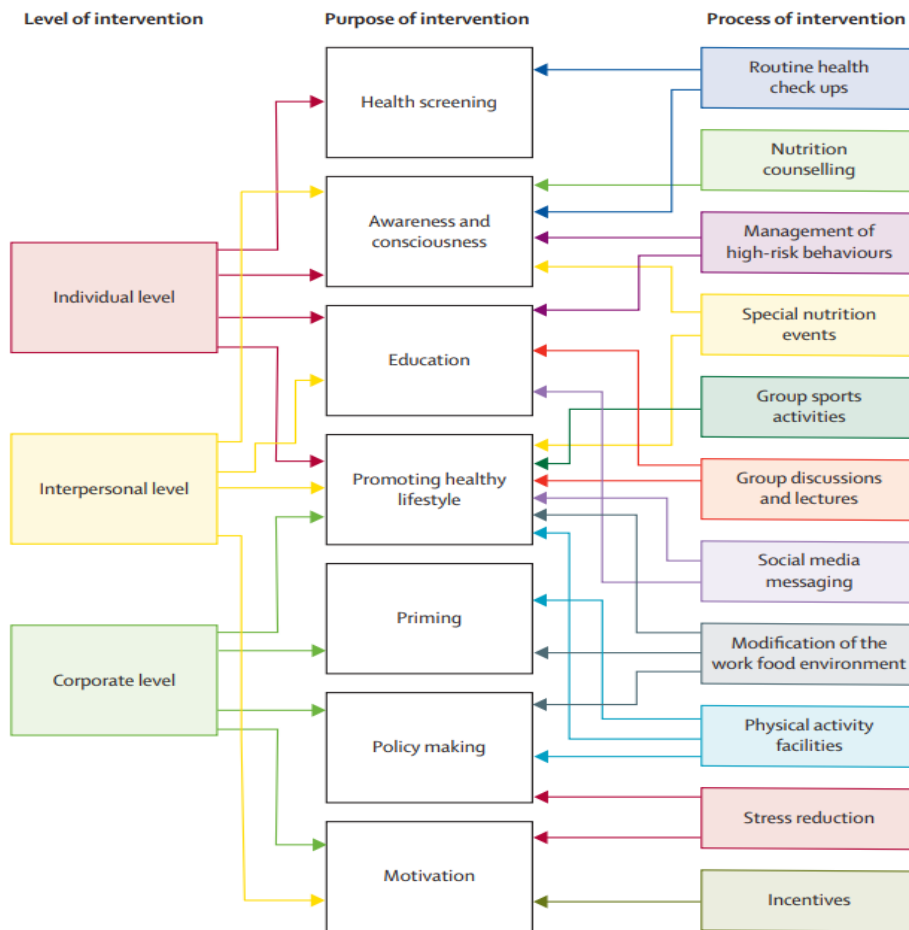 Level of intervention
Purpose of intervention
Process of intervention
Individual level
Interpersonal level
Corporate level
Health screening
Awareness and
consciousness
Education
Promoting healthy
lifestyle
Priming
Policy making
Motivation
Routine health
check ups
Nutrition
counselling
Management of
high-risk behaviours
Special nutrition
events
Group sports
activities
Group discussions
and lectures
Social media
messaging
Modification of the
work food environment
Physical activity
facilities
Stress reduction
Incentives